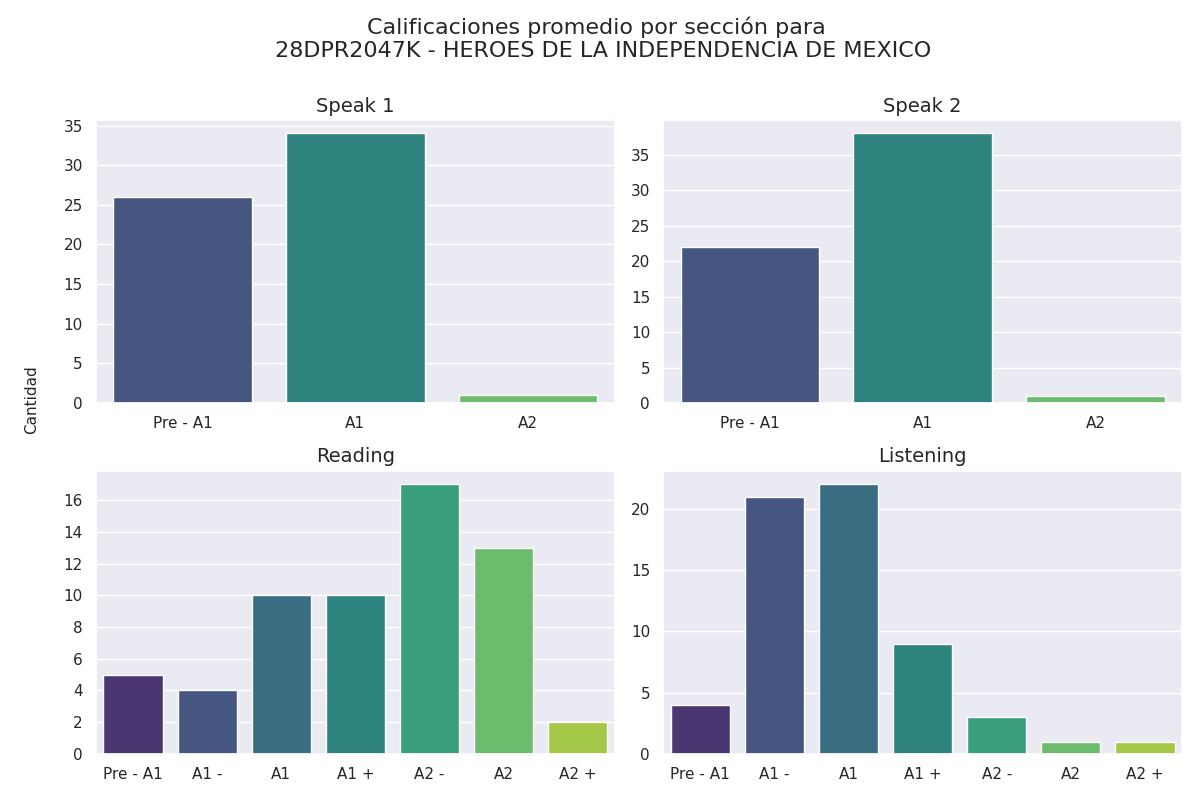 Calificaciones promedio por sección para
28DPR2047K - HEROES DE LA INDEPENDENCIA DE MEXICO
Speak 1
35
30
25
20
15
10
5
0
Pre - A1 A1 A2
Speak 2
35
30
25
20
15
10
5
0
Pre - A1 A1 A2
Cantidad
Reading
16
14
12
10
8
6
4
2
0
Pre - A1 A1 - A1 A1 + A2 - A2 A2 +
Listening
20
15
10
5
0
Pre - A1 A1 - A1 A1 + A2 - A2 A2 +